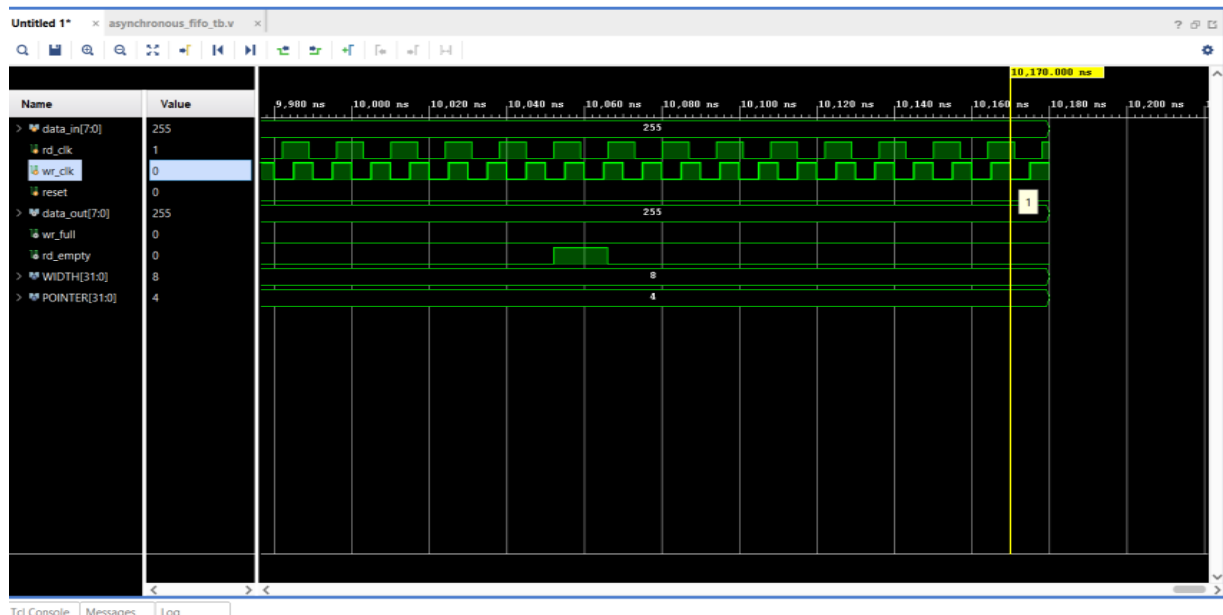 Untitled 1* × asynchronous_fifo_tb.v ×
10,170.000 ns
Name Value 9,980 ns 10,000 ns 10,020 ns 10,040 ns 10,060 ns 10,080 ns 10,100 ns 10,120 ns 10,140 ns 10,160 ns 10,180 ns 10,200 ns
data_in[7:0] 255 255
rd_clk 1
wr_clk 0
reset 0
1
data_out[7:0] 255 255
wr_full 0
rd_empty 0
WIDTH[31:0] 8 8
POINTER[31:0] 4 4
Tcl Console Messages Log